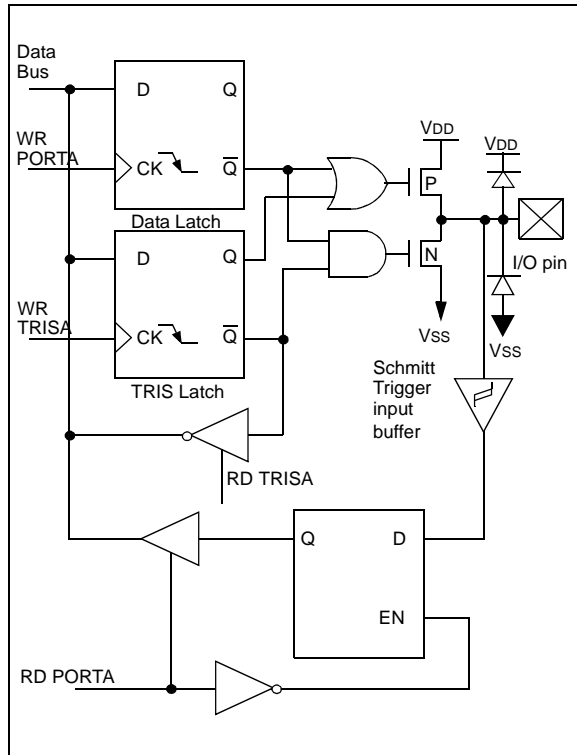 Data
Bus
D
Q
WR
PORTA
CK
Q
VDD
VDD
P
Data Latch
D
Q
N
I/O pin
WR
TRISA
CK
Q
VSS
VSS
TRIS Latch
Schmitt
Trigger
input
buffer
RD TRISA
Q
D
EN
RD PORTA